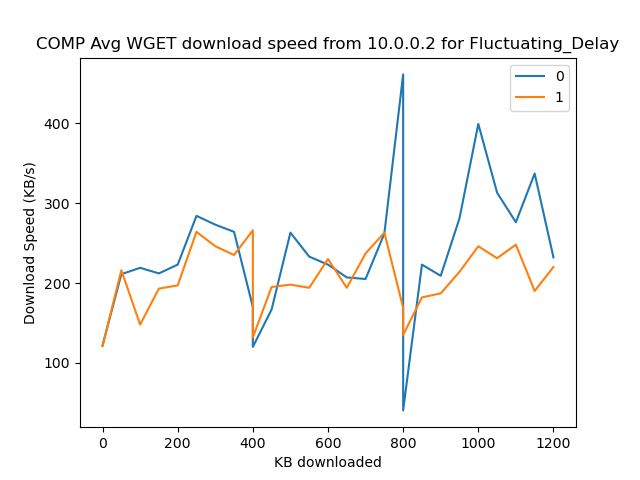 COMP Avg WGET download speed from 10.0.0.2 for Fluctuating_Delay
0
1
Download Speed (KB/s)
400
300
200
100
0 200 400 600 800 1000 1200
KB downloaded